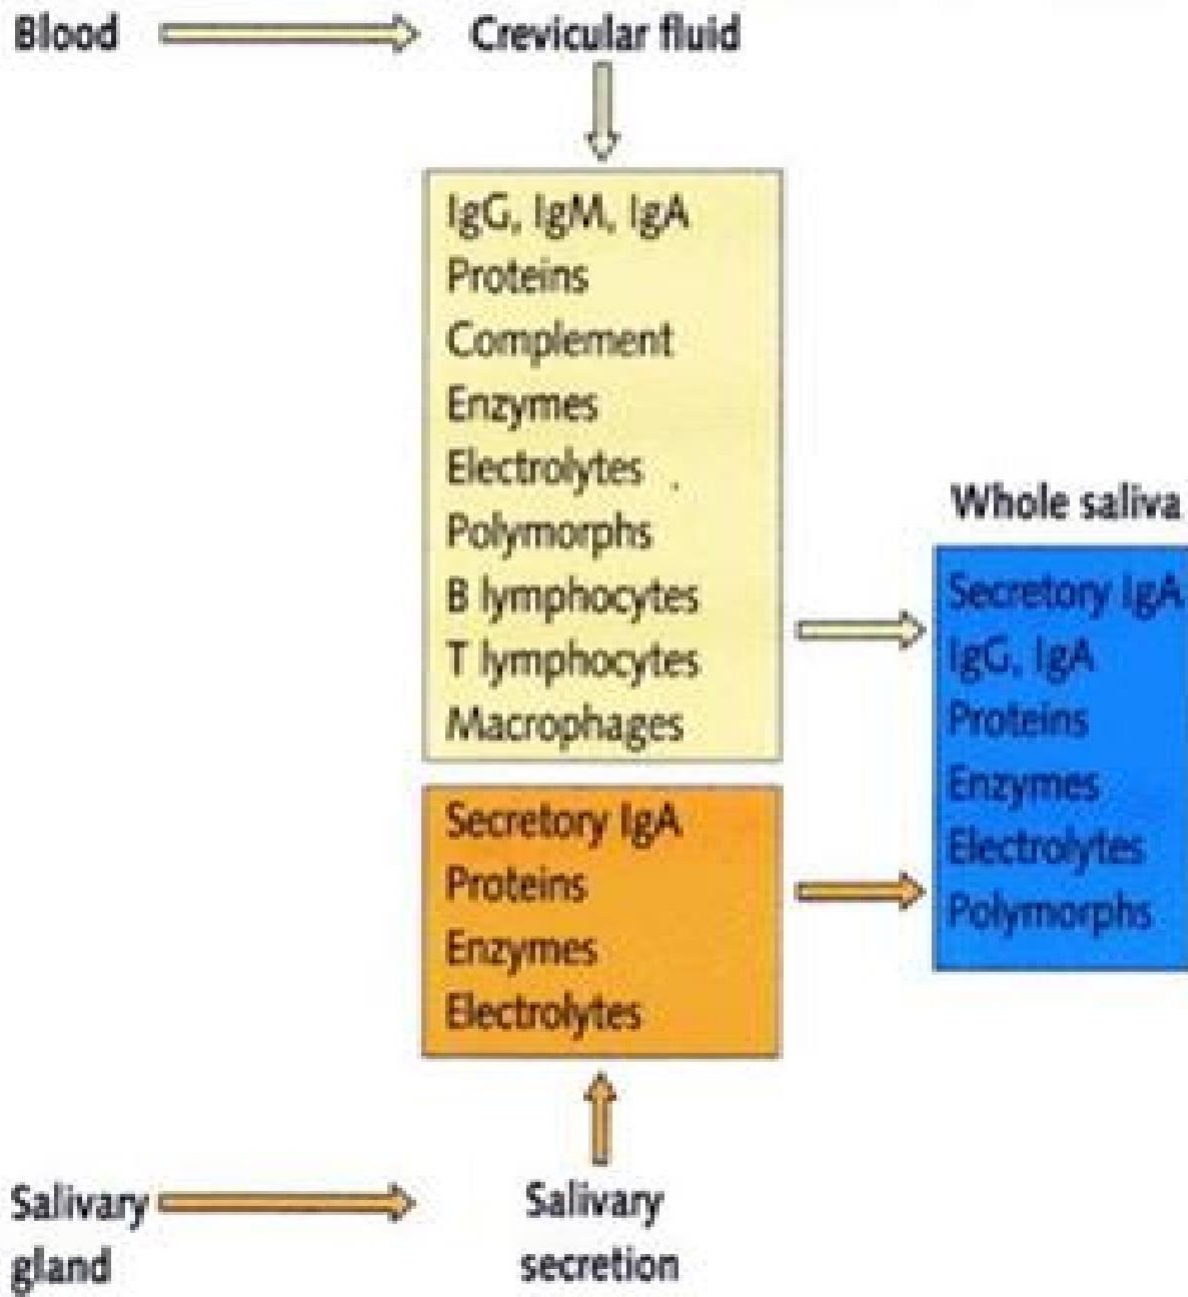 Blood
Crevicular fluid
IgG, IgM, IgA
Proteins
Complement
Enzymes
Electrolytes
Polymorphs
B lymphocytes
T lymphocytes
Macrophages
Secretory IgA
Proteins
Enzymes
Electrolytes
Whole saliva
Secretory IgA
IgG, IgA
Proteins
Enzymes
Electrolytes
Polymorphs
Salivary
gland
Salivary
secretion